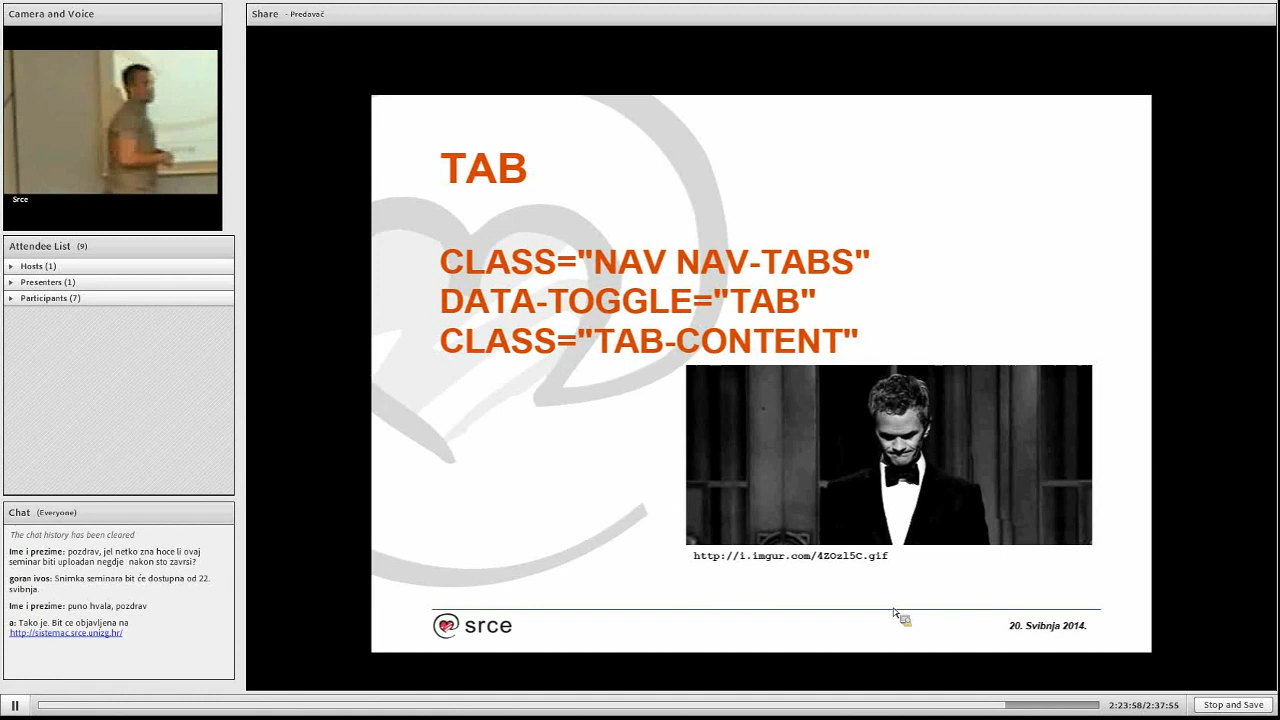 Camera and Voice
Srce
Attendee List (9)
Hosts (1)
Presenters (1)
Participants (7)
Chat (Everyone)
The chat history has been cleared
Ime i prezime: pozdrav, jel netko zna hoce li ovaj
seminar biti uploadan negdje nakon sto zavrsi?
goran ivos: Snimka seminara bit će dostupna od 22.
svibnja.
Ime i prezime: puno hvala, pozdrav
a: Tako je. Bit ce objavljena na
http://sistemac.srce.unizg.hr/
Share - Predavač
TAB
CLASS="NAV NAV-TABS"
DATA-TOGGLE="TAB"
CLASS="TAB-CONTENT"
http://i.imgur.com/4ZOzl5C.gif
srce
20. Svibnja 2014.
2:23:58/2:37:55
Stop and Save